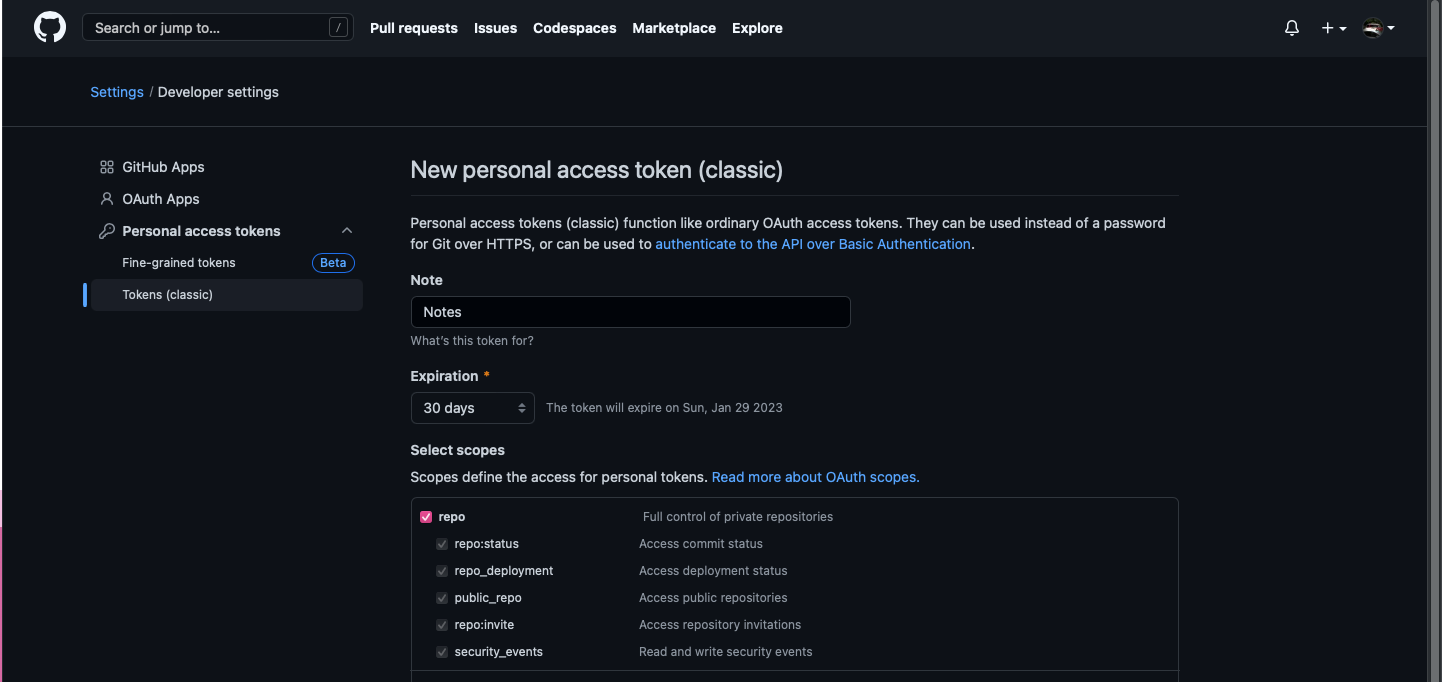 Search or jump to... /
Pull requests Issues Codespaces Marketplace Explore
Settings / Developer settings
GitHub Apps
OAuth Apps
Personal access tokens
Fine-grained tokens Beta
Tokens (classic)
New personal access token (classic)
Personal access tokens (classic) function like ordinary OAuth access tokens. They can be used instead of a password
for Git over HTTPS, or can be used to authenticate to the API over Basic Authentication.
Note
Notes
What's this token for?
Expiration *
30 days The token will expire on Sun, Jan 29 2023
Select scopes
Scopes define the access for personal tokens. Read more about OAuth scopes.
repo Full control of private repositories
repo:status Access commit status
repo_deployment Access deployment status
public_repo Access public repositories
repo:invite Access repository invitations
security_events Read and write security events